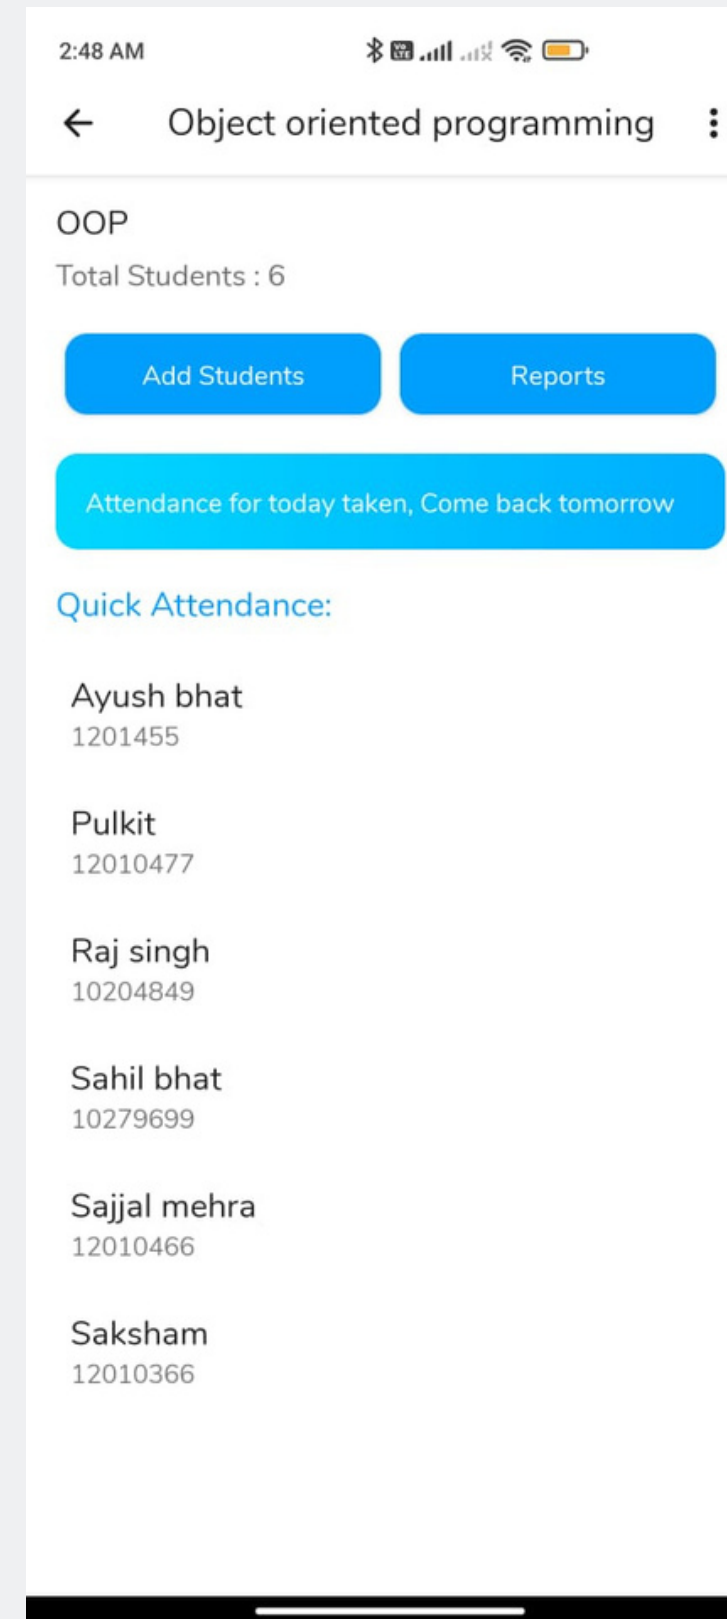 2:48 AM
Object oriented programming
OOP
Total Students : 6
Add Students Reports
Attendance for today taken, Come back tomorrow
Quick Attendance:
Ayush bhat
1201455
Pulkit
12010477
Raj singh
10204849
Sahil bhat
10279699
Sajjal mehra
12010466
Saksham
12010366